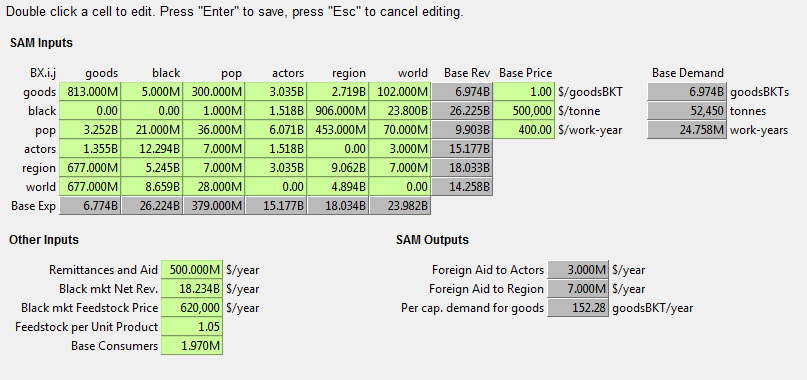 Double click a cell to edit. Press "Enter" to save, press "Esc" to cancel editing.
SAM Inputs
BX.i.j goods black pop actors region world Base Rev Base Price Base Demand
goods 813.000M 5.000M 300.000M 3.035B 2.719B 102.000M 6.974B 1.00 $/goodsBKT 6.974B goodsBKTs
black 0.00 0.00 1.000M 1.518B 906.000M 23.800B 26.225B 500,000 $/tonne 52,450 tonnes
pop 3.252B 21.000M 36.000M 6.071B 453.000M 70.000M 9.903B 400.00 $/work-year 24.758M work-years
actors 1.355B 12.294B 7.000M 1.518B 0.00 3.000M 15.177B
region 677.000M 5.245B 7.000M 3.035B 9.062B 7.000M 18.033B
world 677.000M 8.659B 28.000M 0.00 4.894B 0.00 14.258B
Base Exp 6.774B 26.224B 379.000M 15.177B 18.034B 23.982B
Other Inputs SAM Outputs
Remittances and Aid 500.000M $/year Foreign Aid to Actors 3.000M $/year
Black mkt Net Rev. 18.234B $/year Foreign Aid to Region 7.000M $/year
Black mkt Feedstock Price 620,000 $/year Per cap. demand for goods 152.28 goodsBKT/year
Feedstock per Unit Product 1.05
Base Consumers 1.970M